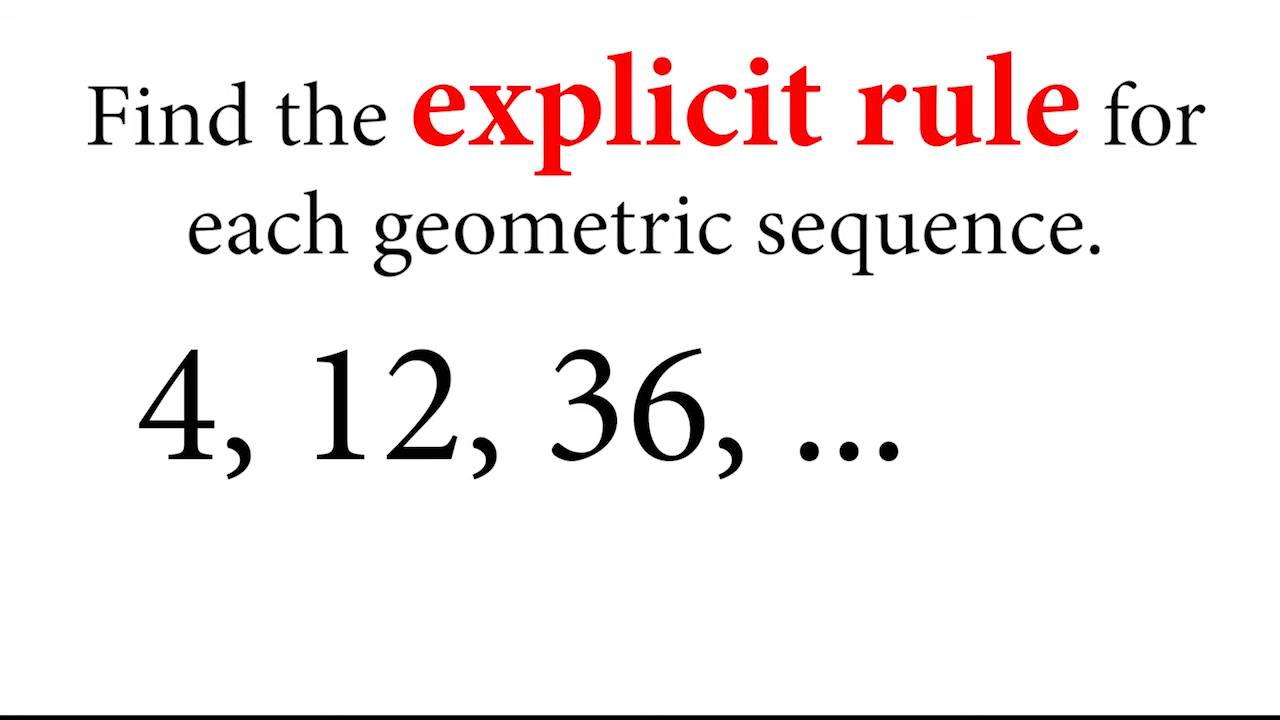 Find the explicit rule for
each geometric sequence.
4, 12, 36, ...